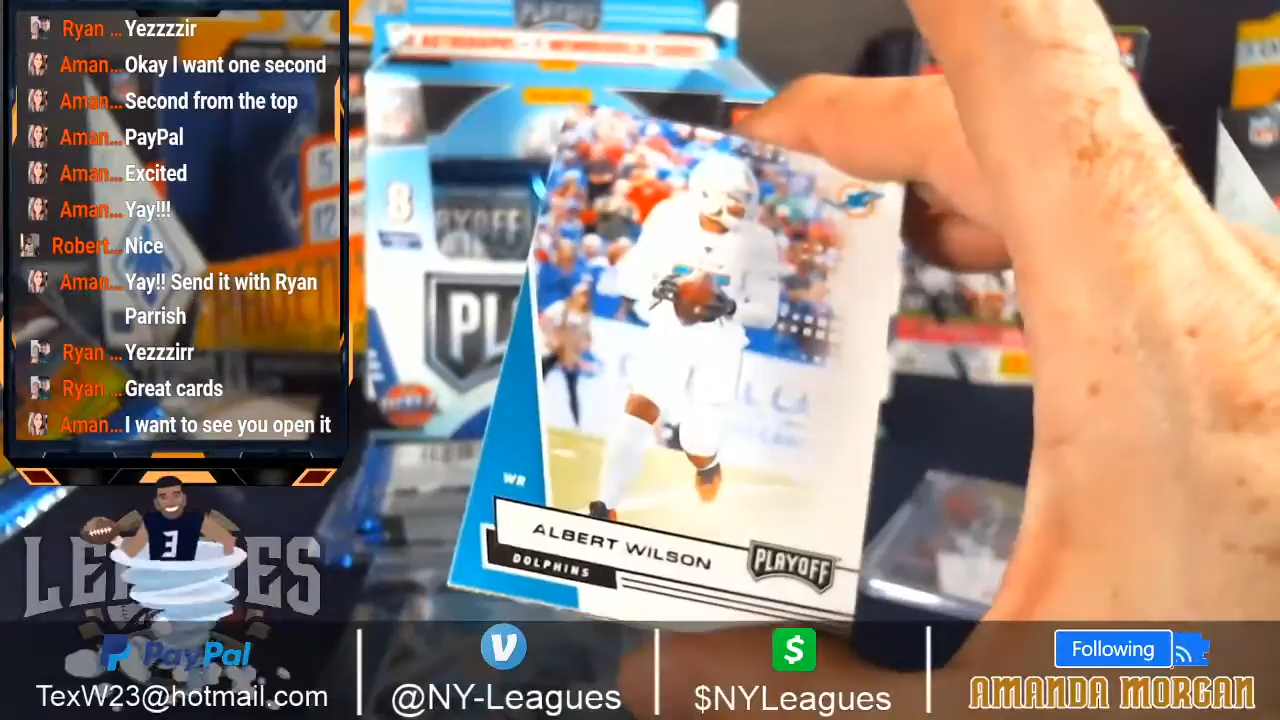 Ryan ... Yezzzzir
Aman... Okay I want one second
Aman... Second from the top
Aman... PayPal
Aman... Excited
Aman... Yay!!!
Robert... Nice
Aman... Yay!! Send it with Ryan
Parrish
Ryan ... Yezzzirr
Ryan ... Great cards
Aman... I want to see you open it
PLAYOFF
8
PLAYOFF
PL
WR
ALBERT WILSON
DOLPHINS
PLAYOFF
3
LEAGUES
PayPal
TexW23@hotmail.com
@NY-Leagues
$
$NYLeagues
Following
AMANDA MORGAN